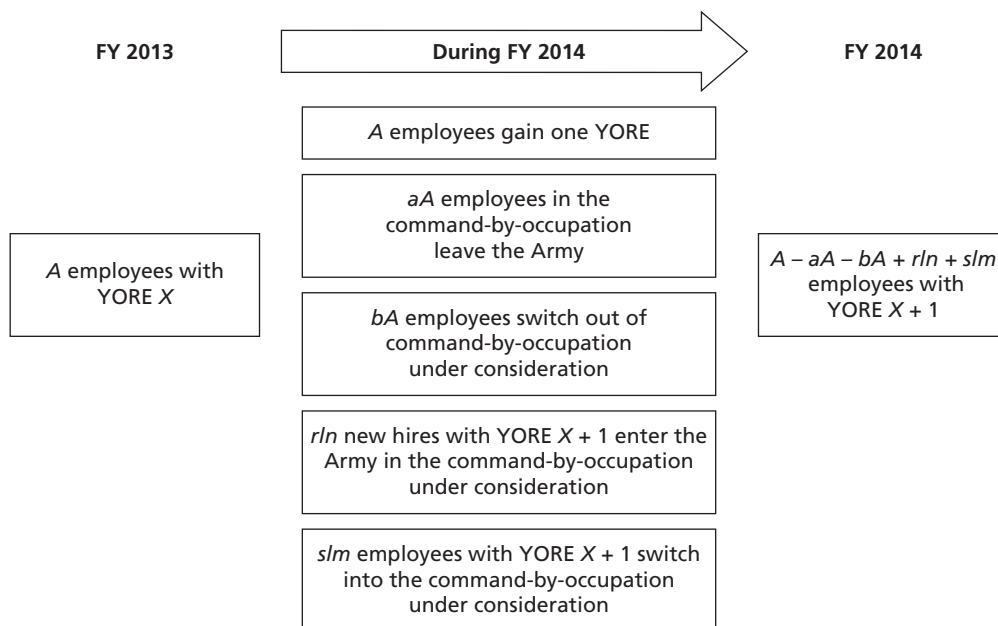 FY 2013
During FY 2014
FY 2014
A employees gain one YORE
aA employees in the
command-by-occupation
leave the Army
A employees with
YORE X
bA employees switch out of
command-by-occupation
under consideration
A – aA – bA + rln + slm
employees with
YORE X + 1
rln new hires with YORE X + 1 enter the
Army in the command-by-occupation
under consideration
slm employees with YORE X + 1 switch
into the command-by-occupation
under consideration